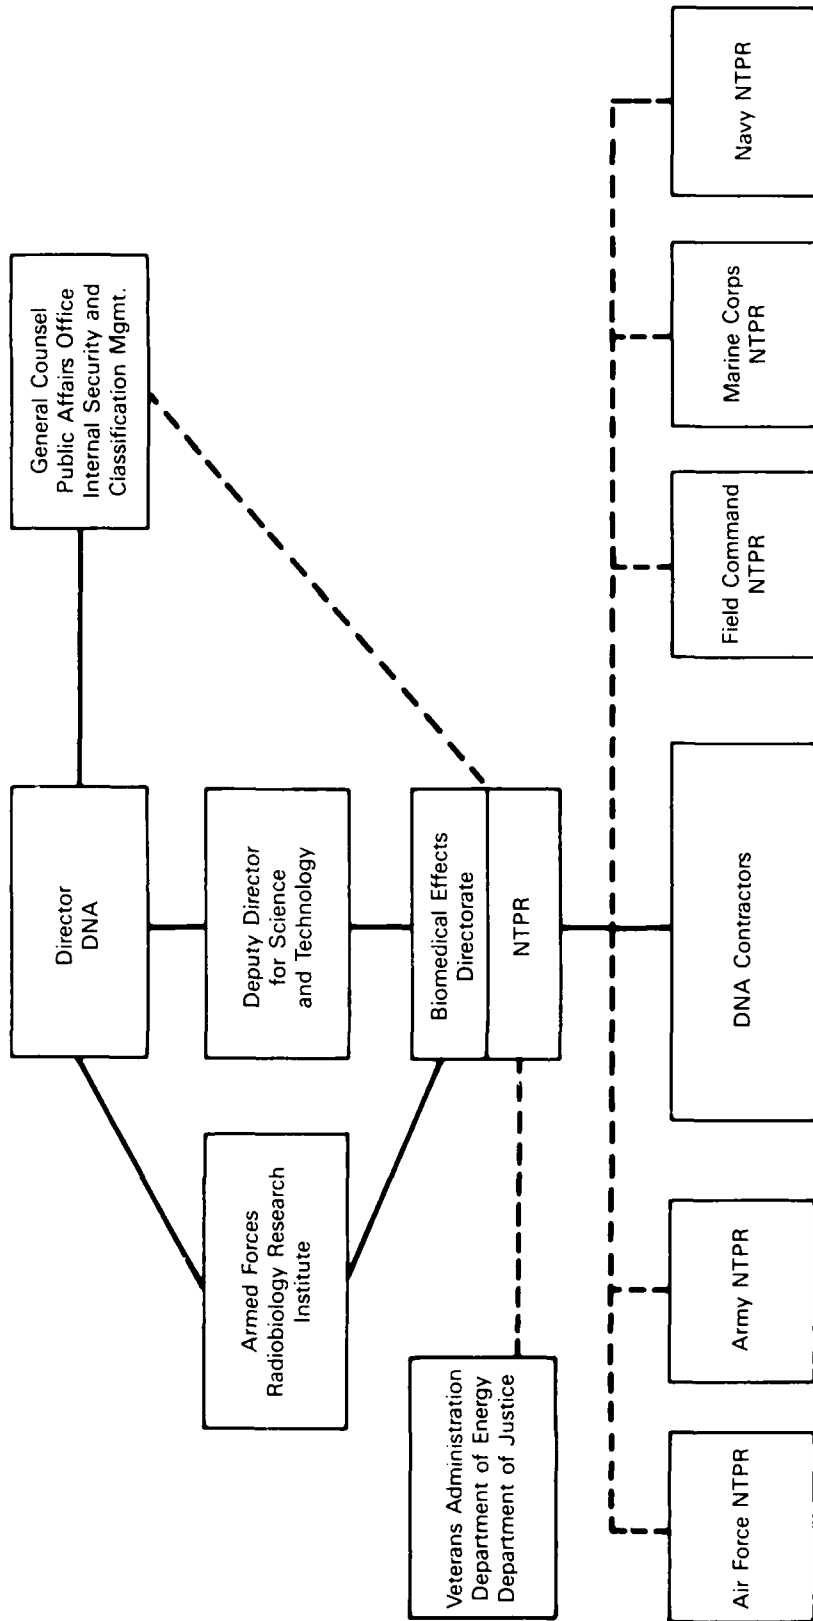 Director
DNA
General Counsel
Public Affairs Office
Internal Security and
Classification Mgmt.
Armed Forces
Radiobiology Research
Institute
Deputy Director
for Science
and Technology
Veterans Administration
Department of Energy
Department of Justice
Biomedical Effects
Directorate
NTPR
Air Force NTPR
Army NTPR
DNA Contractors
Field Command
NTPR
Marine Corps
NTPR
Navy NTPR